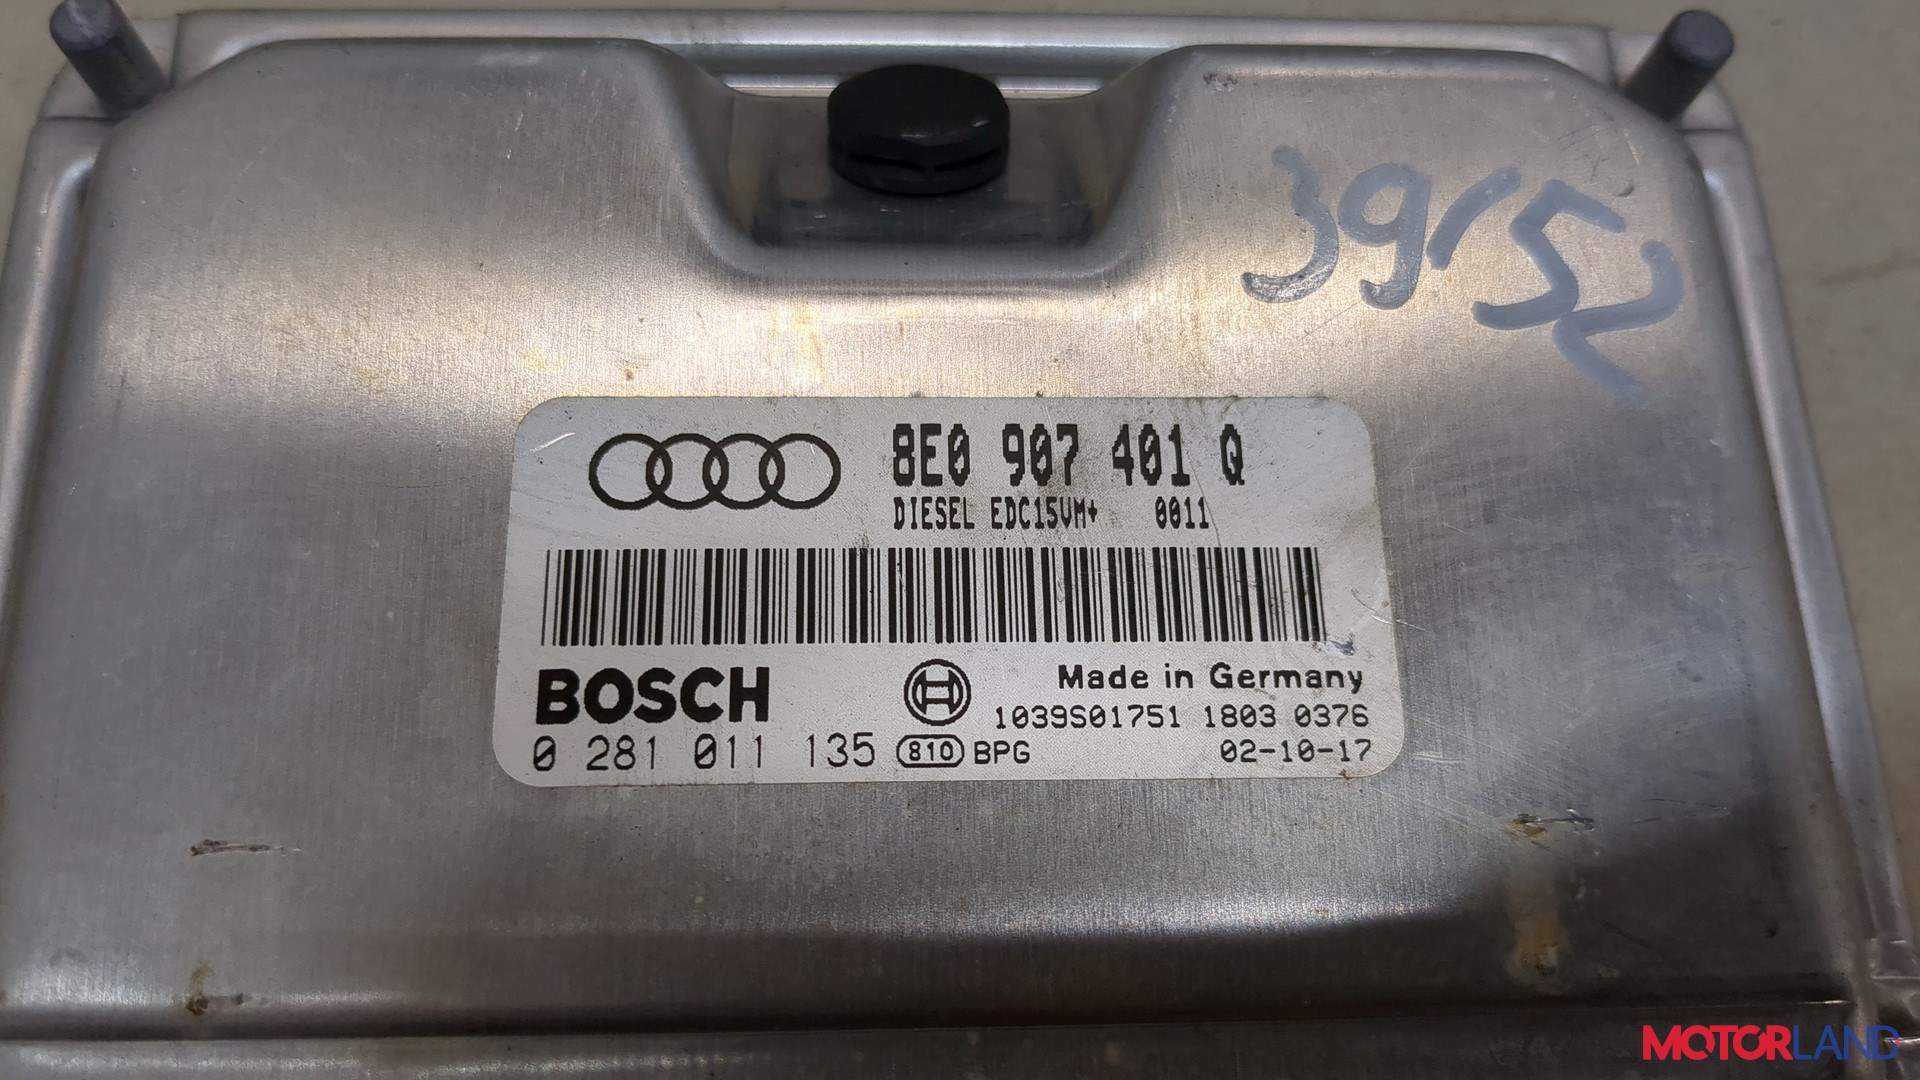 39152
8E0 907 401 Q
DIESEL EDC15VM+ 0011
BOSCH
Made in Germany
1039S01751 1803 0376
0 281 011 135 810 BPG 02-10-17
MOTORLAND